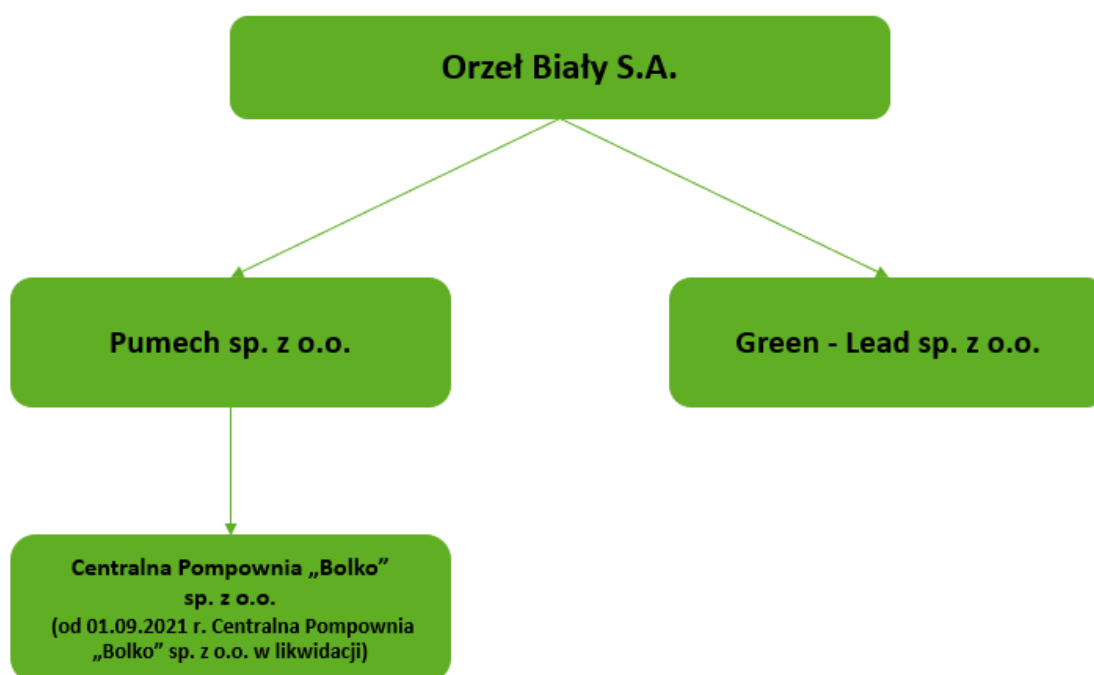 Orzeł Biały S.A.
Pumech sp. z o.o.
Green - Lead sp. z o.o.
Centralna Pompownia „Bolko”
sp. z o.o.
(od 01.09.2021 r. Centralna Pompownia
„Bolko” sp. z o.o. w likwidacji)